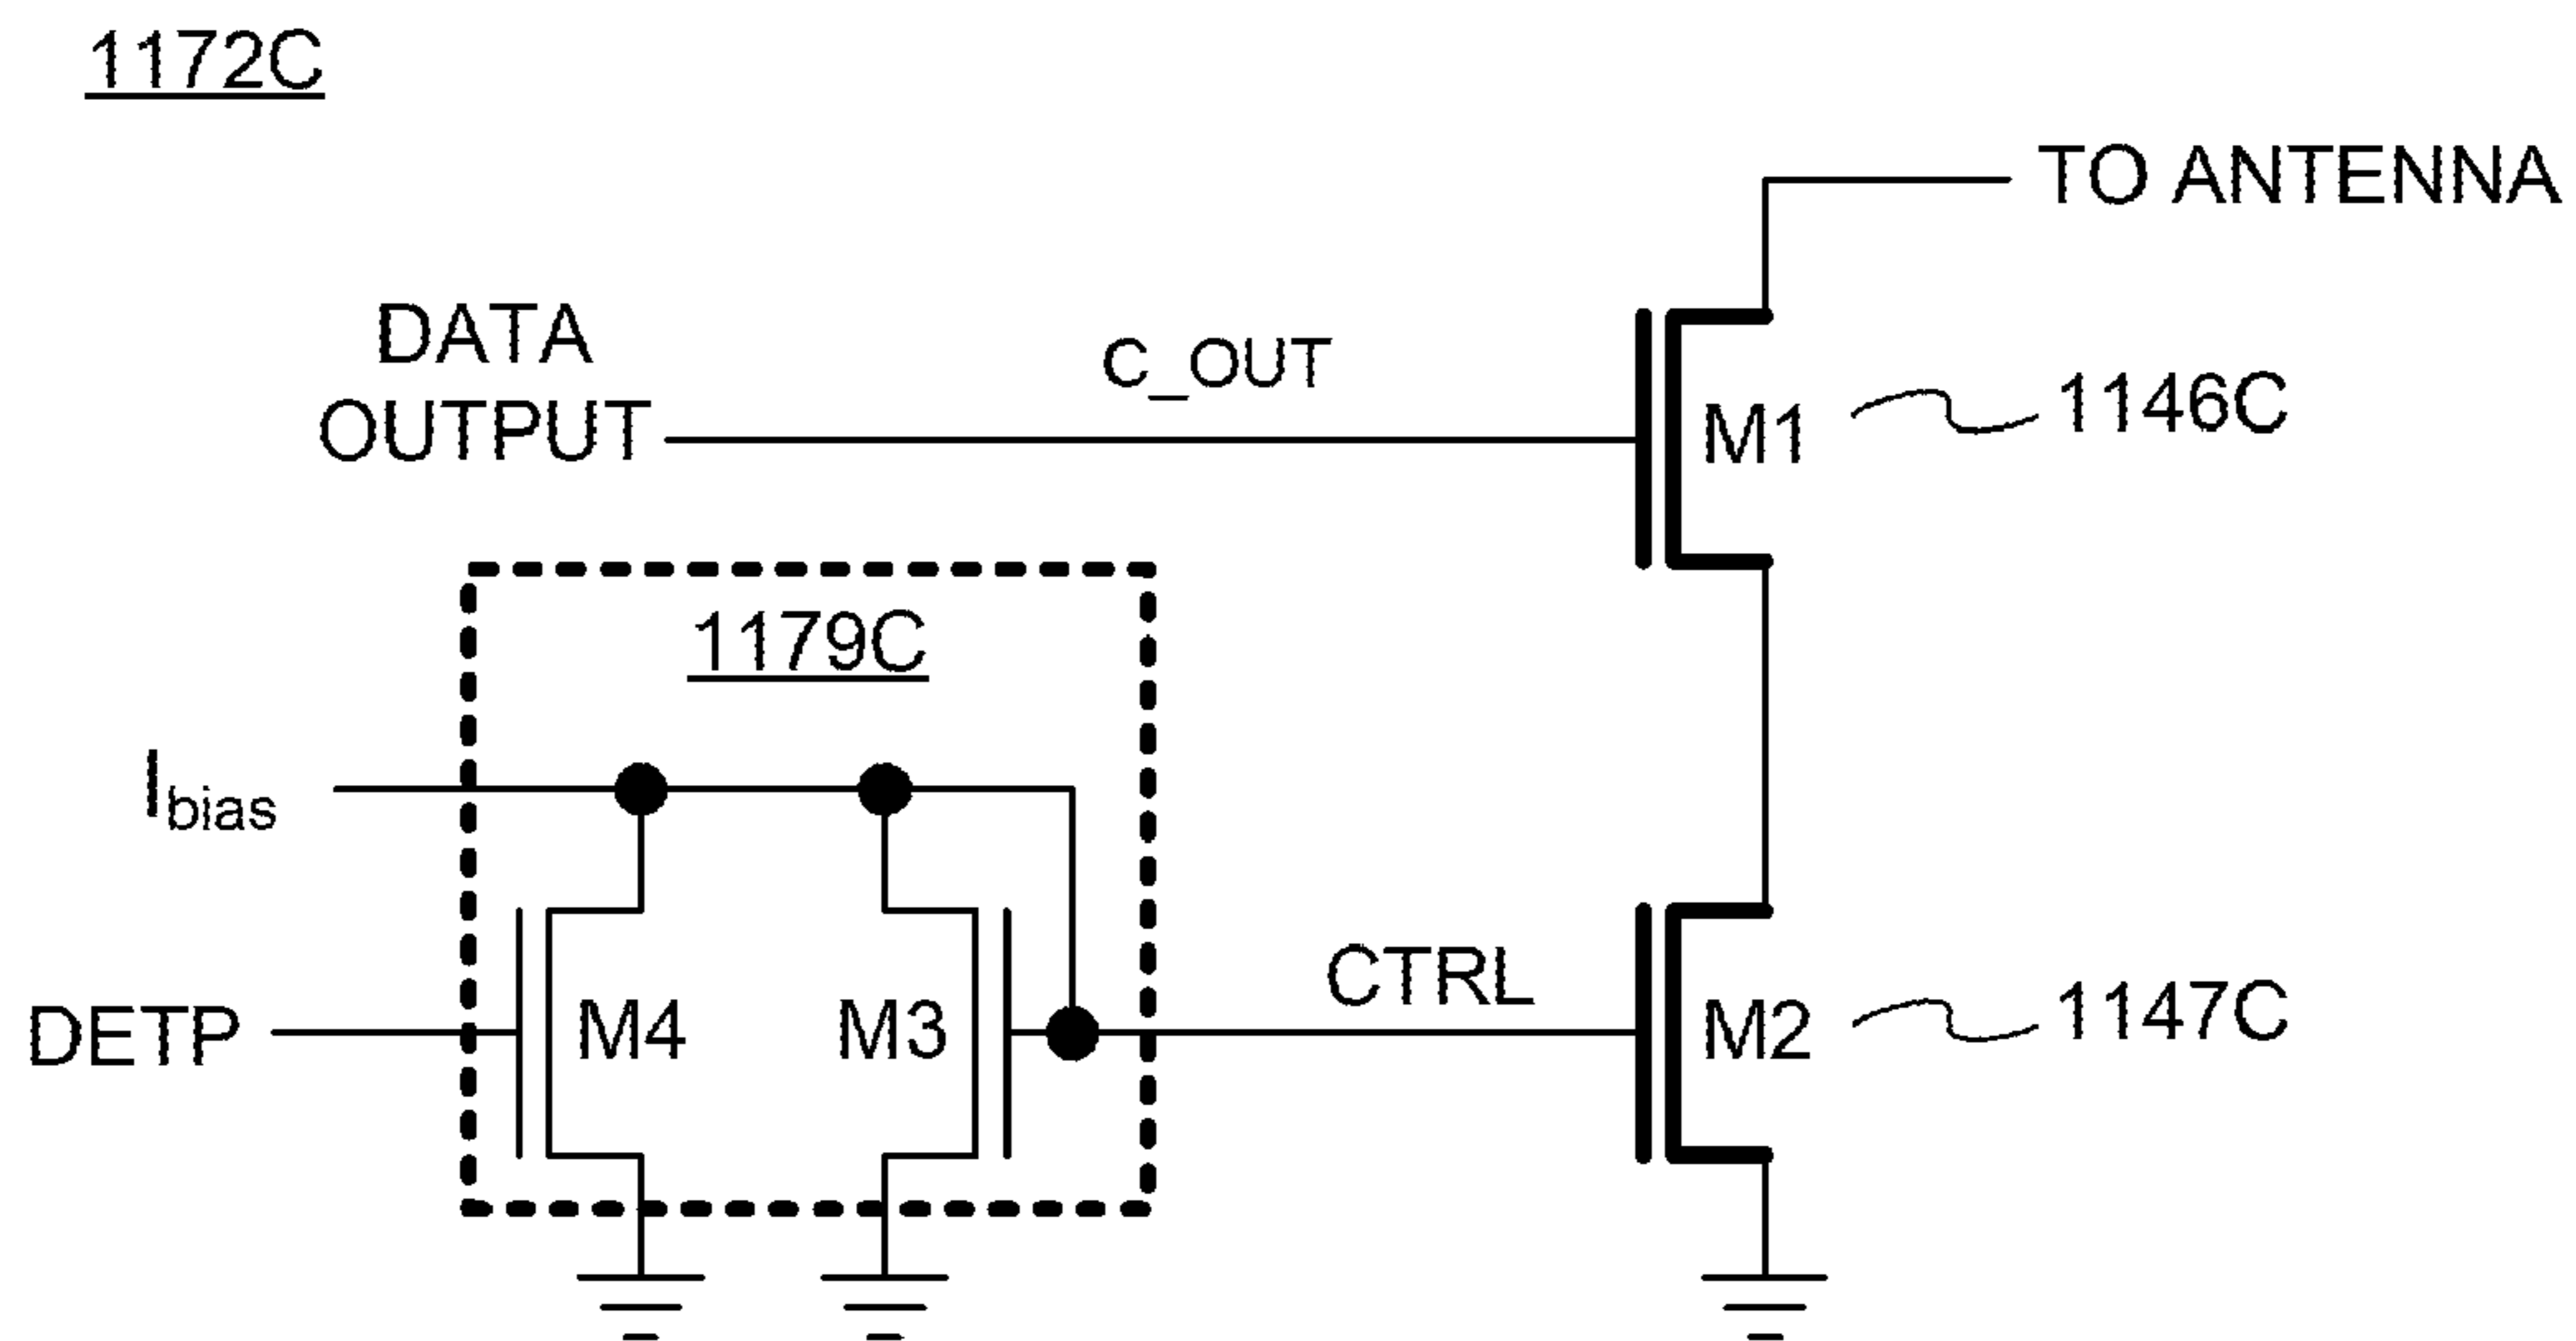 1172C
TO ANTENNA
DATA
OUTPUT
C_OUT
M1
1146C
1179C
Ibias
DETP
M4
M3
CTRL
M2
1147C